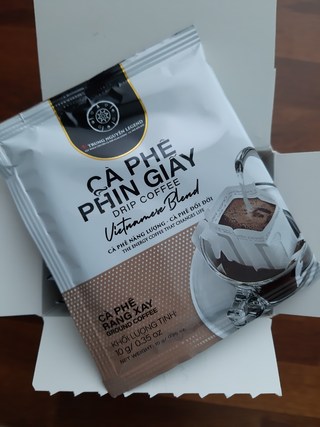 TRUNG NGUYÊN LEGEND
CÀ PHÊ
PHIN GIẤY
DRIP COFFEE
Vietnamese Blend
CÀ PHÊ NĂNG LƯỢNG - CÀ PHÊ ĐỔI ĐỜI
THE ENERGY COFFEE THAT CHANGES LIFE
CÀ PHÊ
RANG XAY
GROUND COFFEE
KHỐI LƯỢNG TỊNH:
10 g/ 0.35 oz
NET WEIGHT: